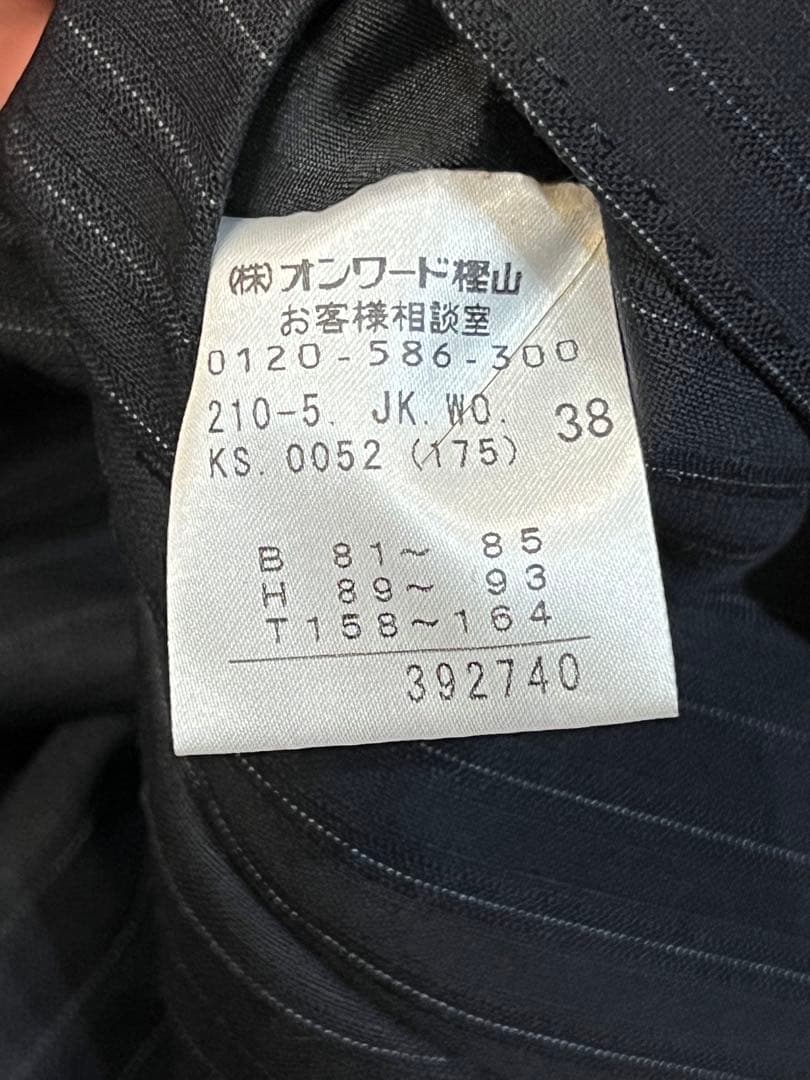 (株)オンワード樫山
お客様相談室
0120-586-300
210-5. JK.WO. 38
KS. 0052 (175)
B 81~ 85
H 89~ 93
T158~164
392740